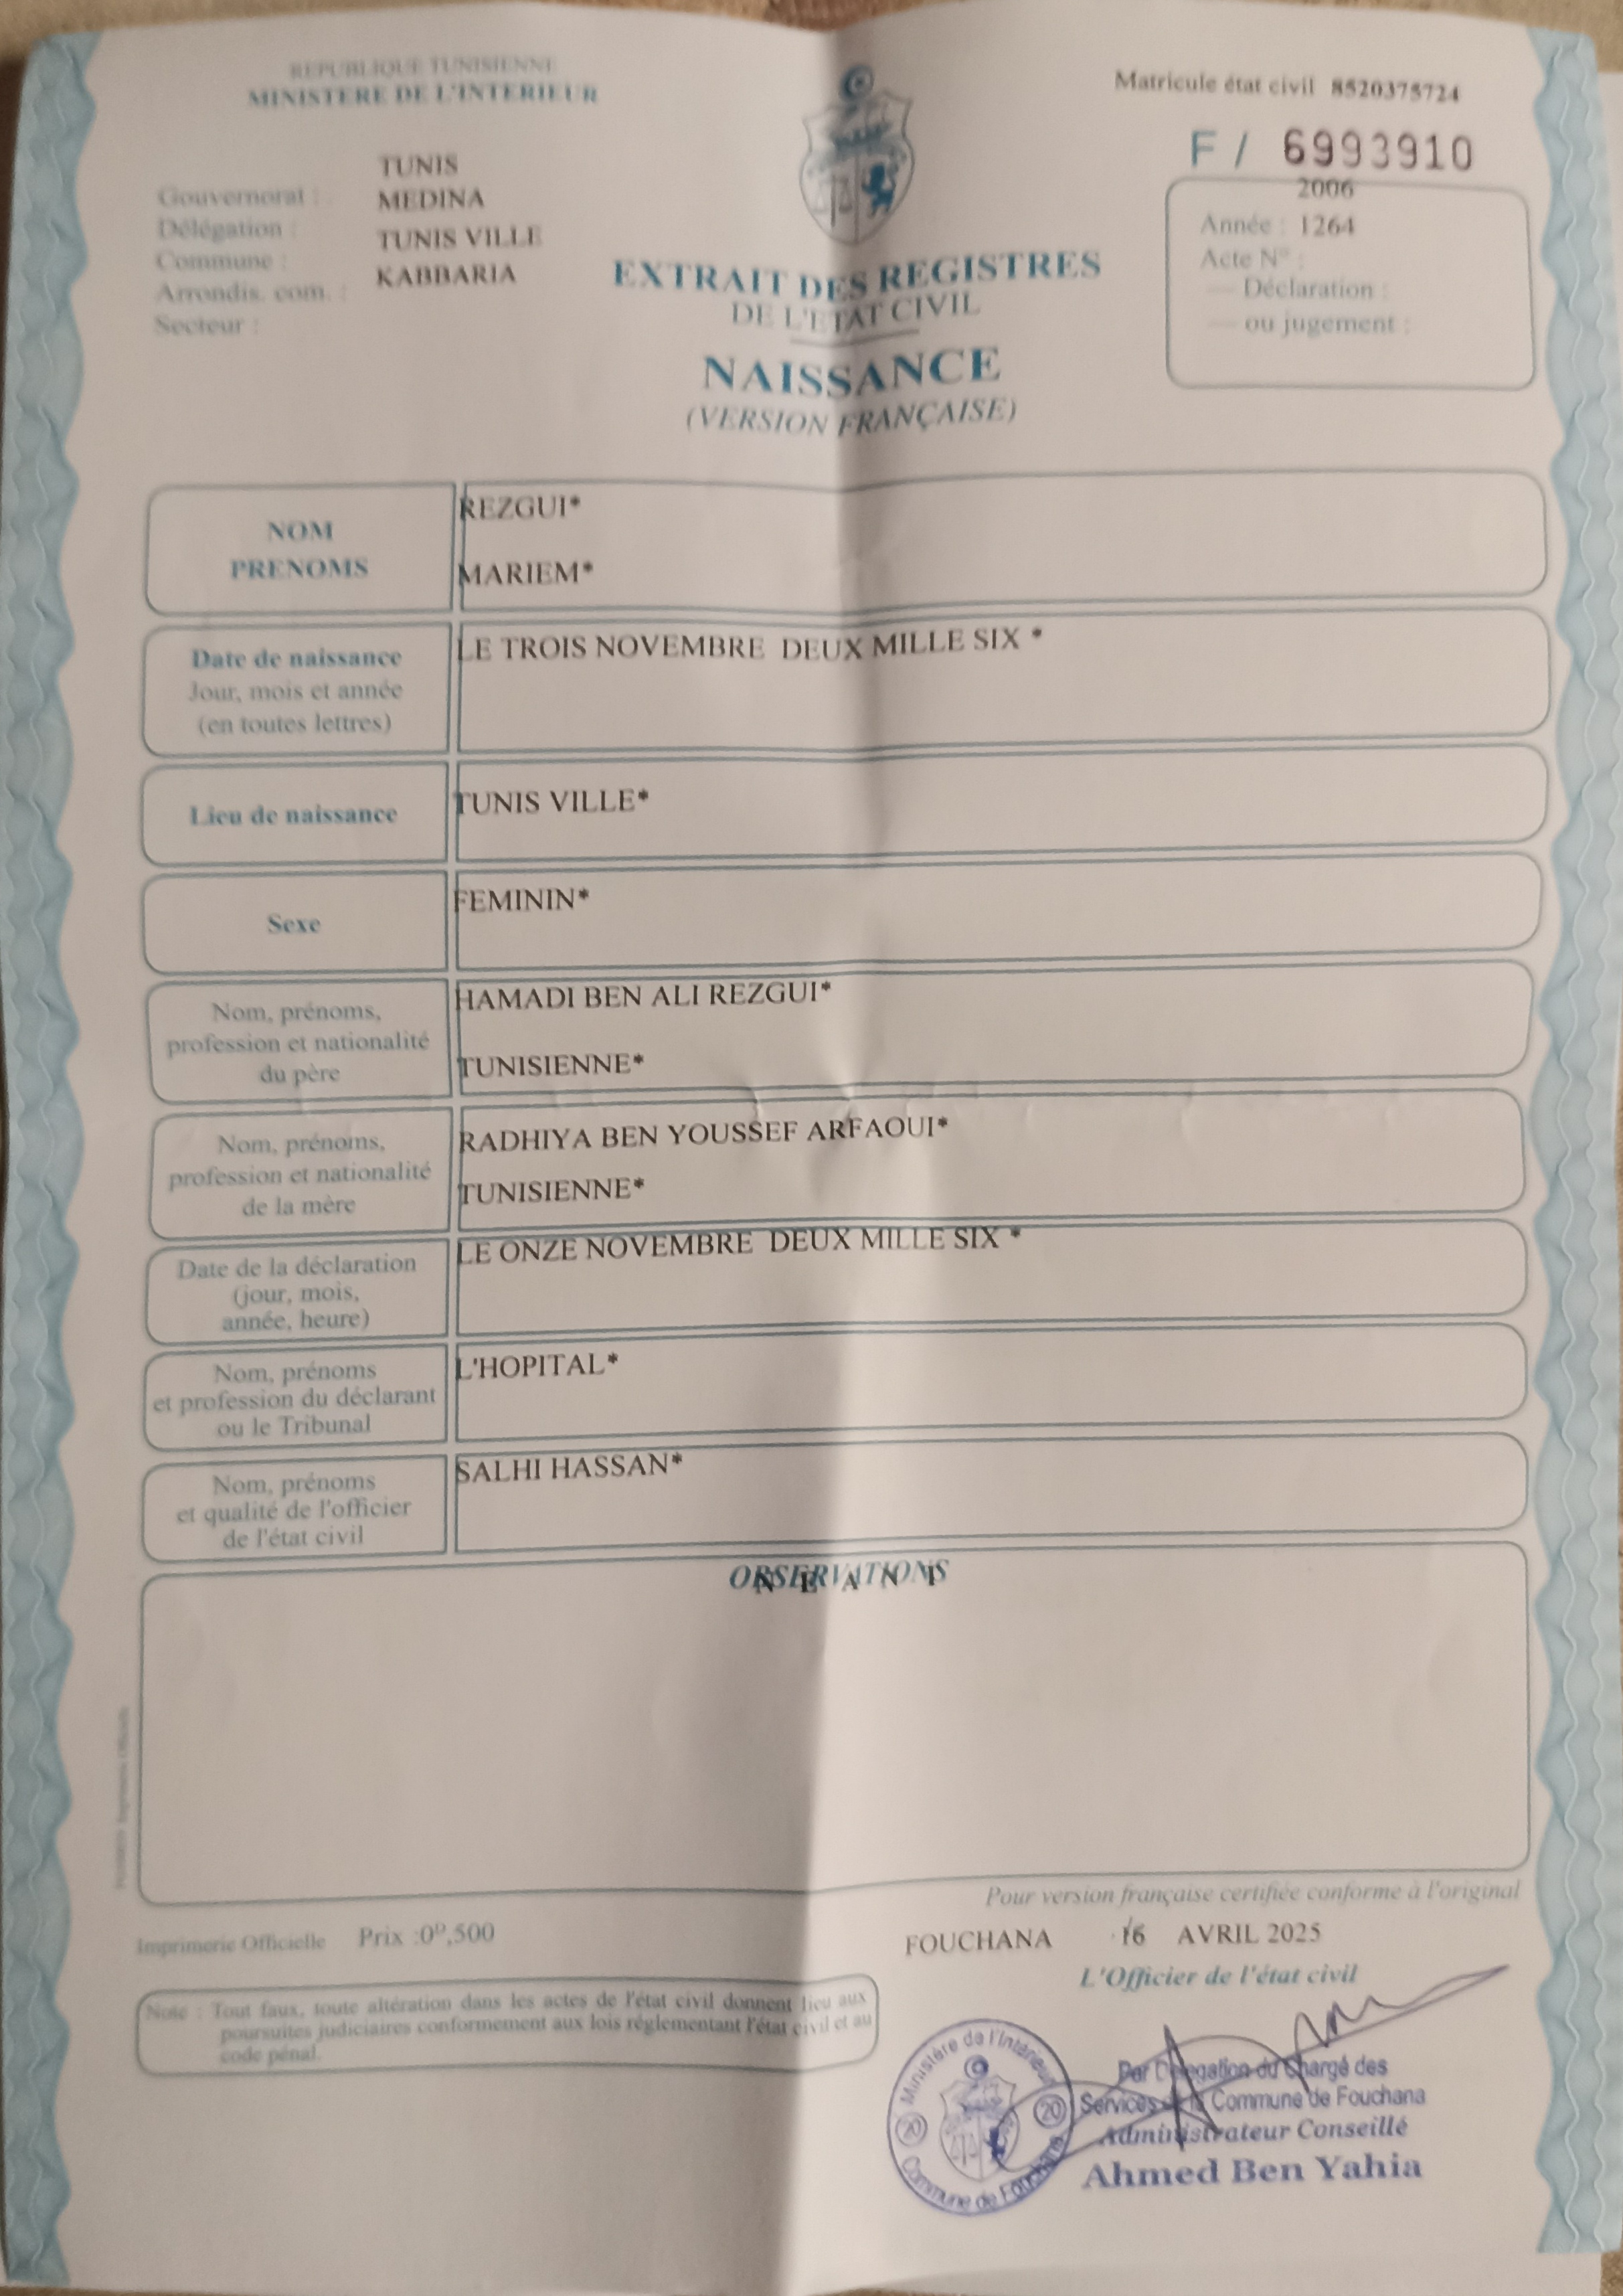 REPUBLIQUE TUNISIENNE
MINISTERE DE L'INTERIEUR
Matricule état civil 8520375724
F / 6993910
TUNIS
Gouvernorat : MEDINA
Délégation : TUNIS VILLE
Commune : KABBARIA
Arrondis. com. :
Secteur :
2006
Année : 1264
Acte N° :
— Déclaration :
— ou jugement :
EXTRAIT DES REGISTRES
DE L'ETAT CIVIL
NAISSANCE
(VERSION FRANÇAISE)
NOM REZGUI*
PRENOMS MARIEM*
Date de naissance LE TROIS NOVEMBRE DEUX MILLE SIX *
Jour, mois et année
(en toutes lettres)
Lieu de naissance TUNIS VILLE*
Sexe FEMININ*
Nom, prénoms, HAMADI BEN ALI REZGUI*
profession et nationalité
du père TUNISIENNE*
Nom, prénoms, RADHIYA BEN YOUSSEF ARFAOUI*
profession et nationalité
de la mère TUNISIENNE*
Date de la déclaration LE ONZE NOVEMBRE DEUX MILLE SIX *
(jour, mois,
année, heure)
Nom, prénoms L'HOPITAL*
et profession du déclarant
ou le Tribunal
Nom, prénoms SALHI HASSAN*
et qualité de l'officier
de l'état civil
OBSERVATIONS
N E A N T
Pour version française certifiée conforme à l'original
Imprimerie Officielle Prix :0ᴰ,500
FOUCHANA 16 AVRIL 2025
L'Officier de l'état civil
Note : Tout faux, toute altération dans les actes de l'état civil donnent lieu aux
poursuites judiciaires conformement aux lois réglementant l'état civil et au
code pénal.
Ministère de l'Intérieur
20 20
Commune de Fouchana
Par Delegation du Chargé des
Services de la Commune de Fouchana
Administrateur Conseillé
Ahmed Ben Yahia